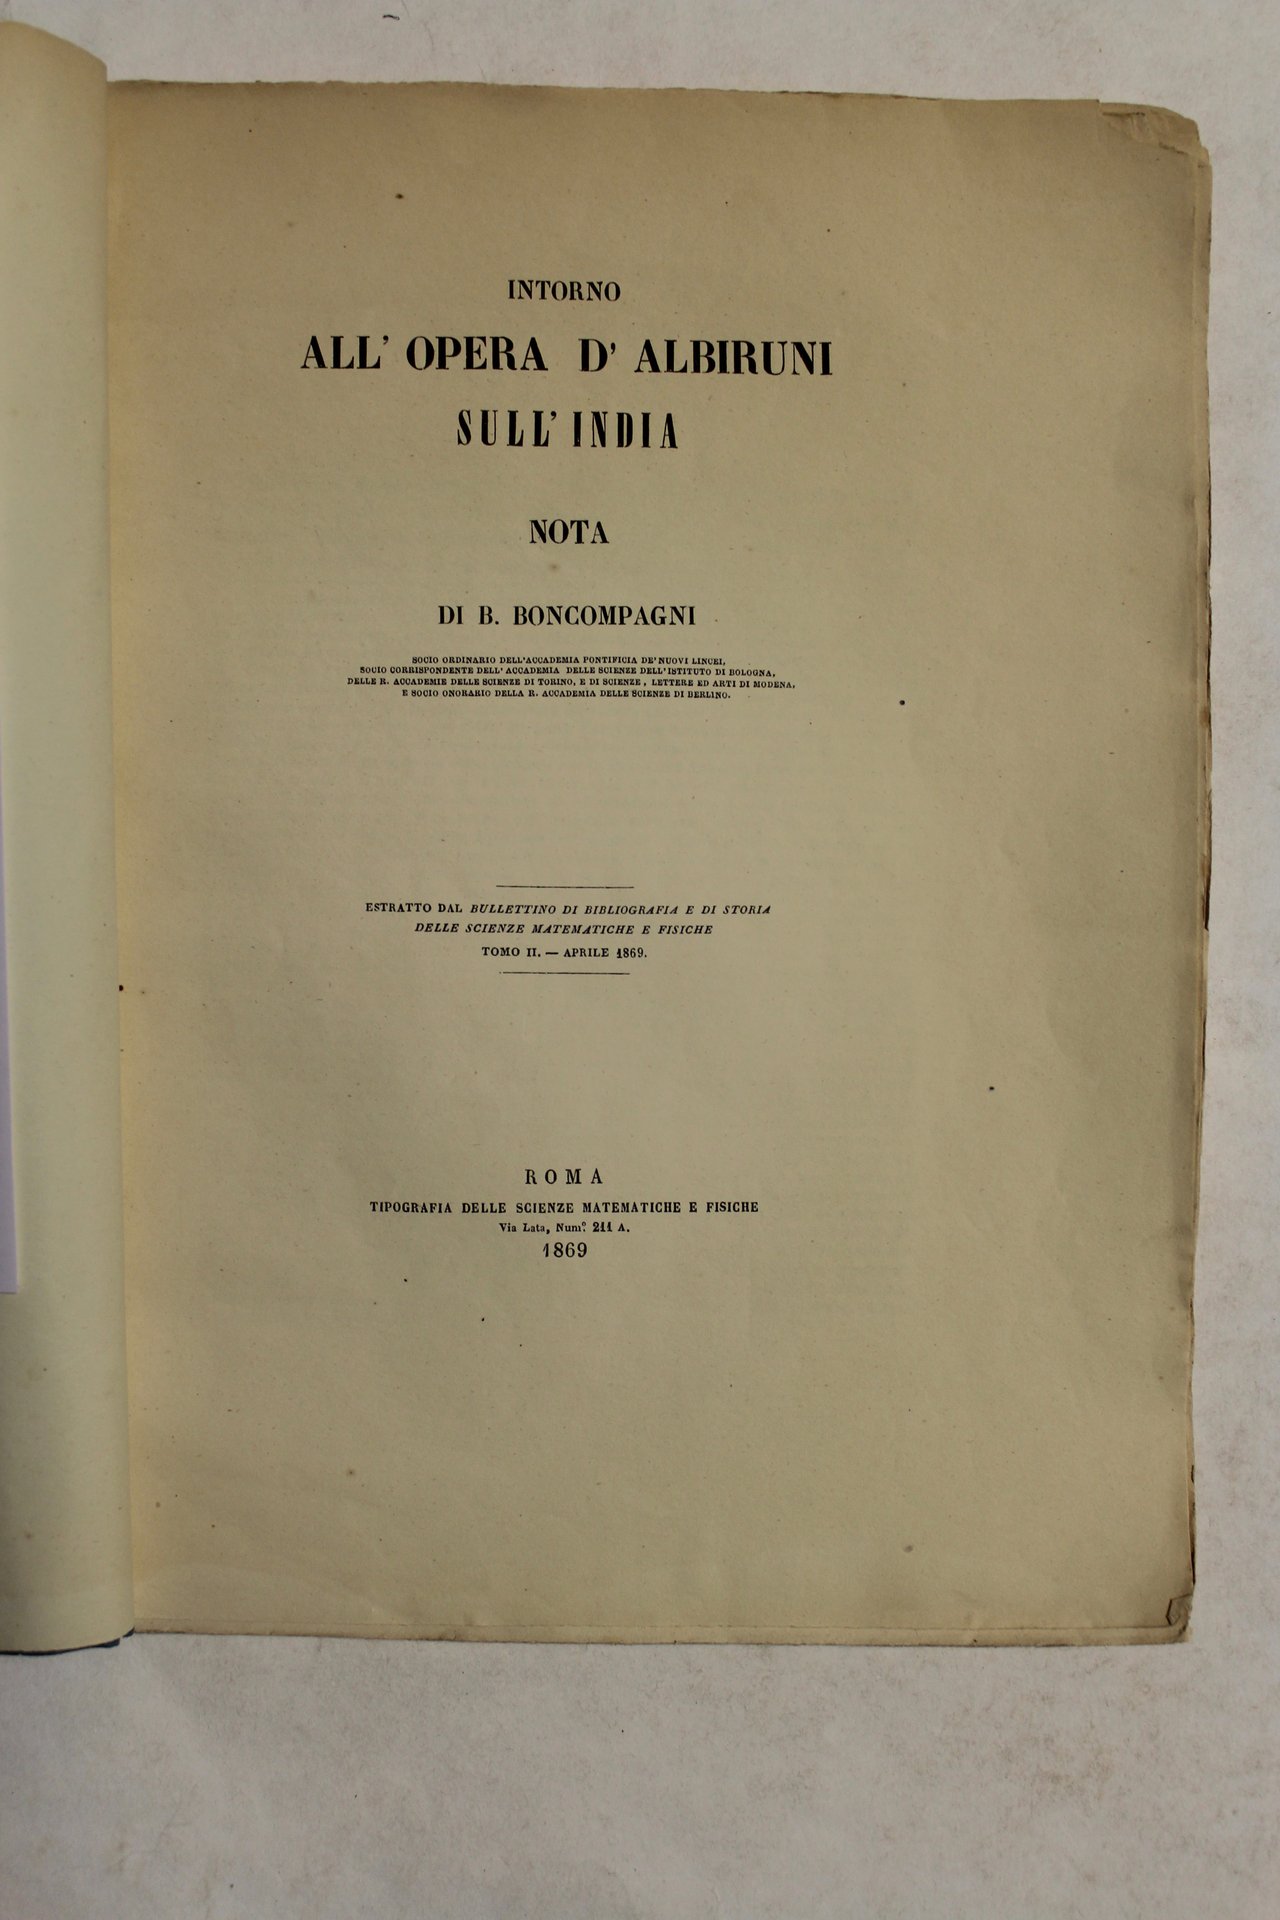 INTORNO
ALL' OPERA D' ALBIRUNI
SULL' INDIA
NOTA
DI B. BONCOMPAGNI
SOCIO ORDINARIO DELL'ACCADEMIA PONTIFICIA DE' NUOVI LINCEI,
SOCIO CORRISPONDENTE DELL' ACCADEMIA DELLE SCIENZE DELL'ISTITUTO DI BOLOGNA,
DELLE R. ACCADEMIE DELLE SCIENZE DI TORINO, E DI SCIENZE, LETTERE ED ARTI DI MODENA,
E SOCIO ONORARIO DELLA R. ACCADEMIA DELLE SCIENZE DI BERLINO.
ESTRATTO DAL BULLETTINO DI BIBLIOGRAFIA E DI STORIA
DELLE SCIENZE MATEMATICHE E FISICHE
TOMO II. — APRILE 1869.
ROMA
TIPOGRAFIA DELLE SCIENZE MATEMATICHE E FISICHE
Via Lata, Num.º 211 A.
1869